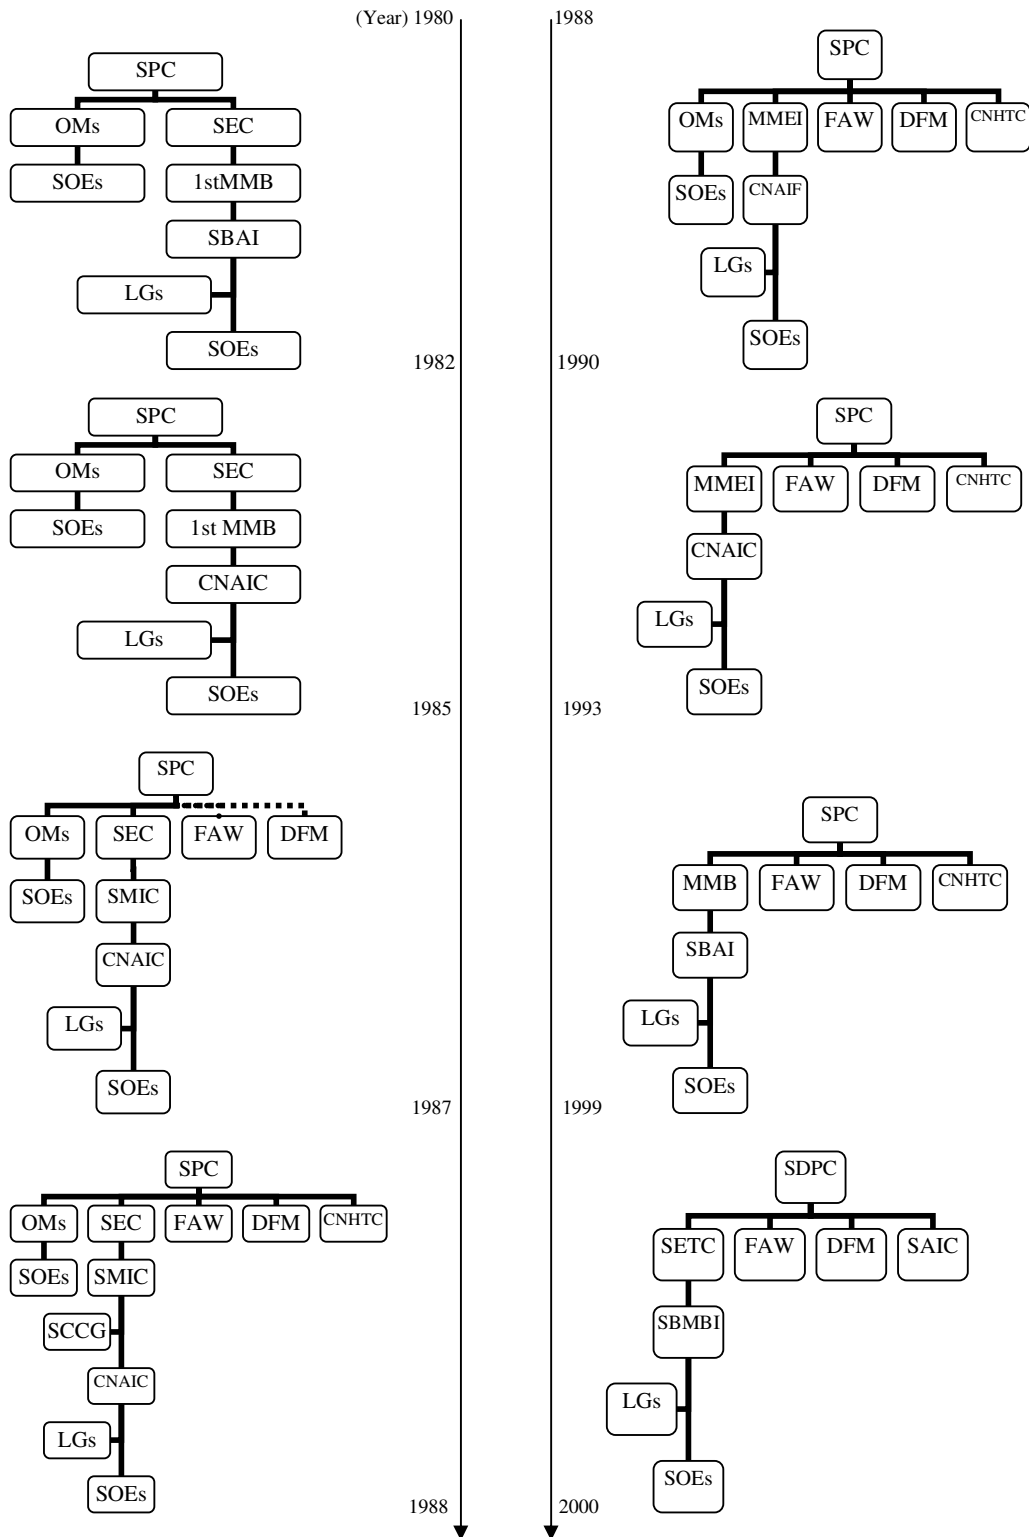 (Year) 1980
SPC
OMs SEC
SOEs 1stMMB
SBAI
LGs
SOEs
1982
SPC
OMs SEC
SOEs 1st MMB
CNAIC
LGs
SOEs
1985
SPC
OMs SEC FAW DFM
SOEs SMIC
CNAIC
LGs
SOEs
1987
SPC
OMs SEC FAW DFM CNHTC
SOEs SMIC
SCCG
CNAIC
LGs
SOEs
1988
1988
SPC
OMs MMEI FAW DFM CNHTC
SOEs CNAIF
LGs
SOEs
1990
SPC
MMEI FAW DFM CNHTC
CNAIC
LGs
SOEs
1993
SPC
MMB FAW DFM CNHTC
SBAI
LGs
SOEs
1999
SDPC
SETC FAW DFM SAIC
SBMBI
LGs
SOEs
2000